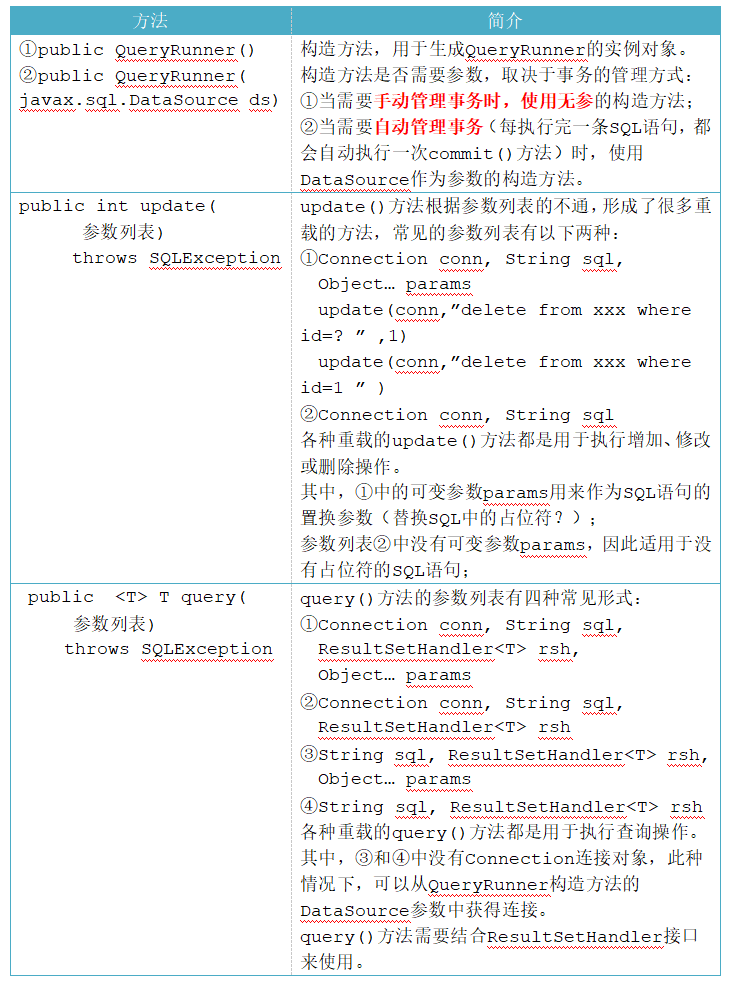 方法
简介
①public QueryRunner()
②public QueryRunner(
javax.sql.DataSource ds)
构造方法，用于生成QueryRunner的实例对象。
构造方法是否需要参数，取决于事务的管理方式：
①当需要手动管理事务时，使用无参的构造方法；
②当需要自动管理事务（每执行完一条SQL语句，都
会自动执行一次commit()方法）时，使用
DataSource作为参数的构造方法。
public int update(
参数列表)
throws SQLException
update()方法根据参数列表的不通，形成了很多重
载的方法，常见的参数列表有以下两种：
①Connection conn, String sql,
Object… params
update(conn,”delete from xxx where
id=? ” ,1)
update(conn,”delete from xxx where
id=1 ” )
②Connection conn, String sql
各种重载的update()方法都是用于执行增加、修改
或删除操作。
其中，①中的可变参数params用来作为SQL语句的
置换参数（替换SQL中的占位符？）；
参数列表②中没有可变参数params，因此适用于没
有占位符的SQL语句；
public <T> T query(
参数列表)
throws SQLException
query()方法的参数列表有四种常见形式：
①Connection conn, String sql,
ResultSetHandler<T> rsh,
Object… params
②Connection conn, String sql,
ResultSetHandler<T> rsh
③String sql, ResultSetHandler<T> rsh,
Object… params
④String sql, ResultSetHandler<T> rsh
各种重载的query()方法都是用于执行查询操作。
其中，③和④中没有Connection连接对象，此种
情况下，可以从QueryRunner构造方法的
DataSource参数中获得连接。
query()方法需要结合ResultSetHandler接口
来使用。